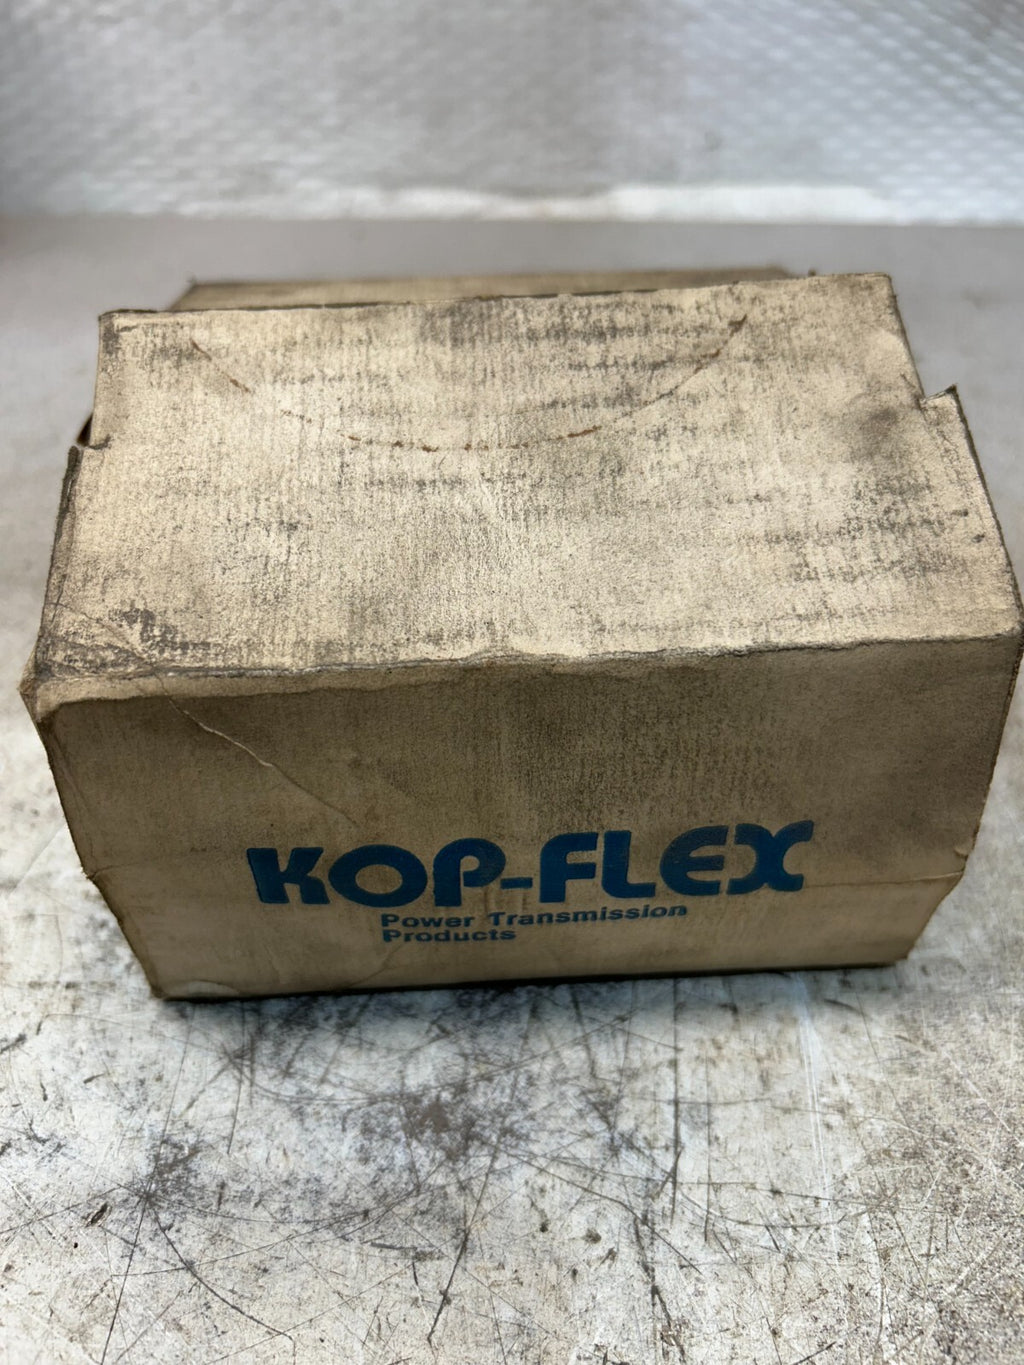 KOP-FLEX
Power Transmission
Products